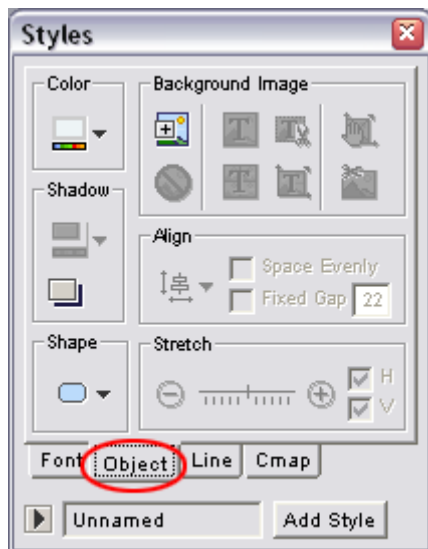 Styles
Color
Background Image
Shadow
Align
Space Evenly
Fixed Gap 22
Shape
Stretch
H
V
Font Object Line Cmap
Unnamed Add Style